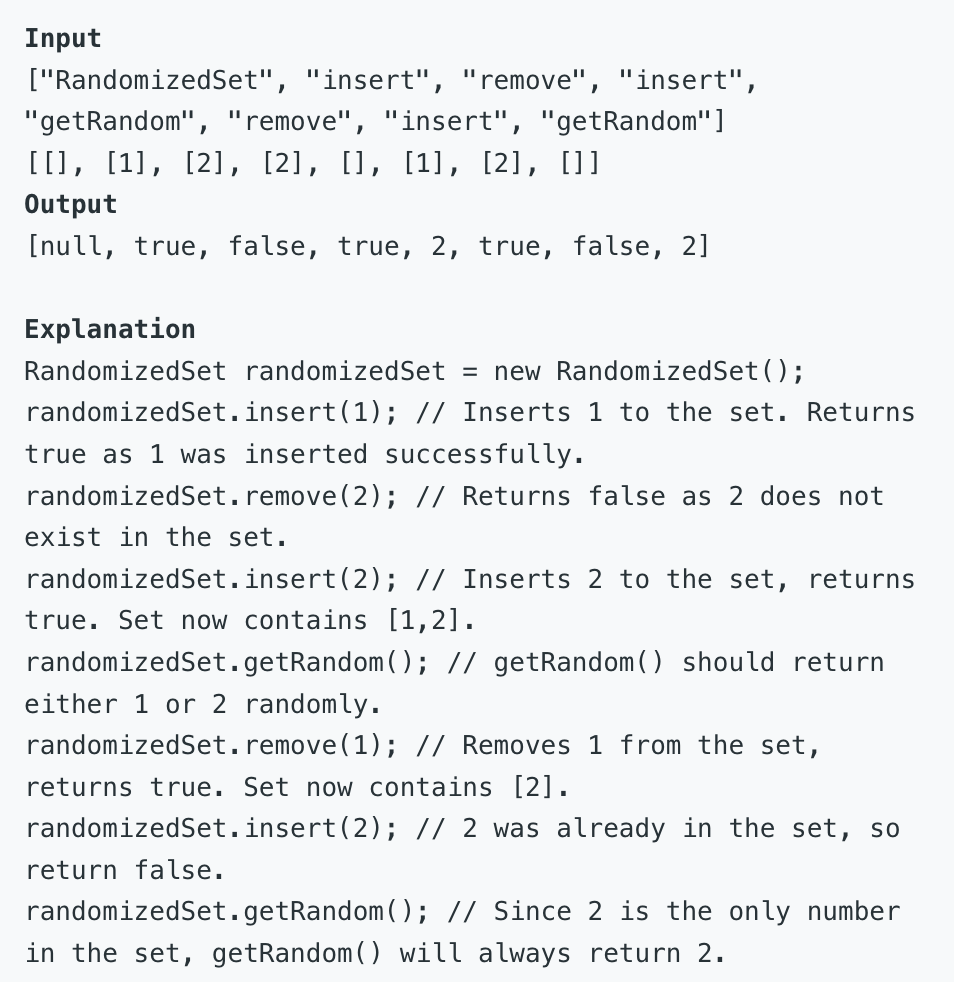 Input
["RandomizedSet", "insert", "remove", "insert",
"getRandom", "remove", "insert", "getRandom"]
[[], [1], [2], [2], [], [1], [2], []]
Output
[null, true, false, true, 2, true, false, 2]
Explanation
RandomizedSet randomizedSet = new RandomizedSet();
randomizedSet.insert(1); // Inserts 1 to the set. Returns
true as 1 was inserted successfully.
randomizedSet.remove(2); // Returns false as 2 does not
exist in the set.
randomizedSet.insert(2); // Inserts 2 to the set, returns
true. Set now contains [1,2].
randomizedSet.getRandom(); // getRandom() should return
either 1 or 2 randomly.
randomizedSet.remove(1); // Removes 1 from the set,
returns true. Set now contains [2].
randomizedSet.insert(2); // 2 was already in the set, so
return false.
randomizedSet.getRandom(); // Since 2 is the only number
in the set, getRandom() will always return 2.